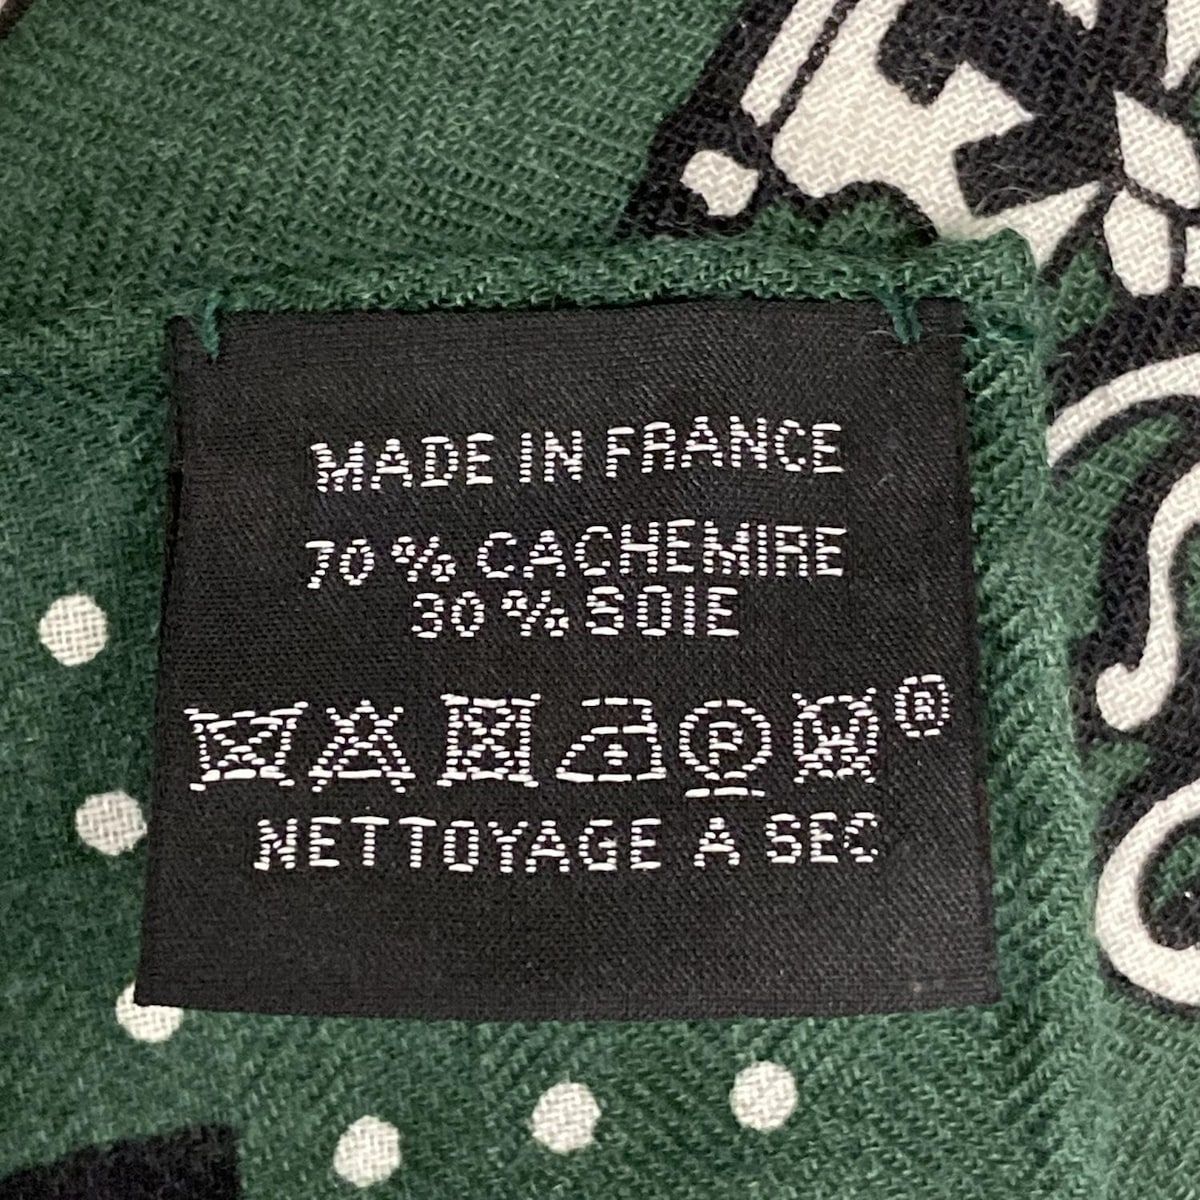 MADE IN FRANCE
70 % CACHEMIRE
30 % SOIE
P W ®
NETTOYAGE A SEC